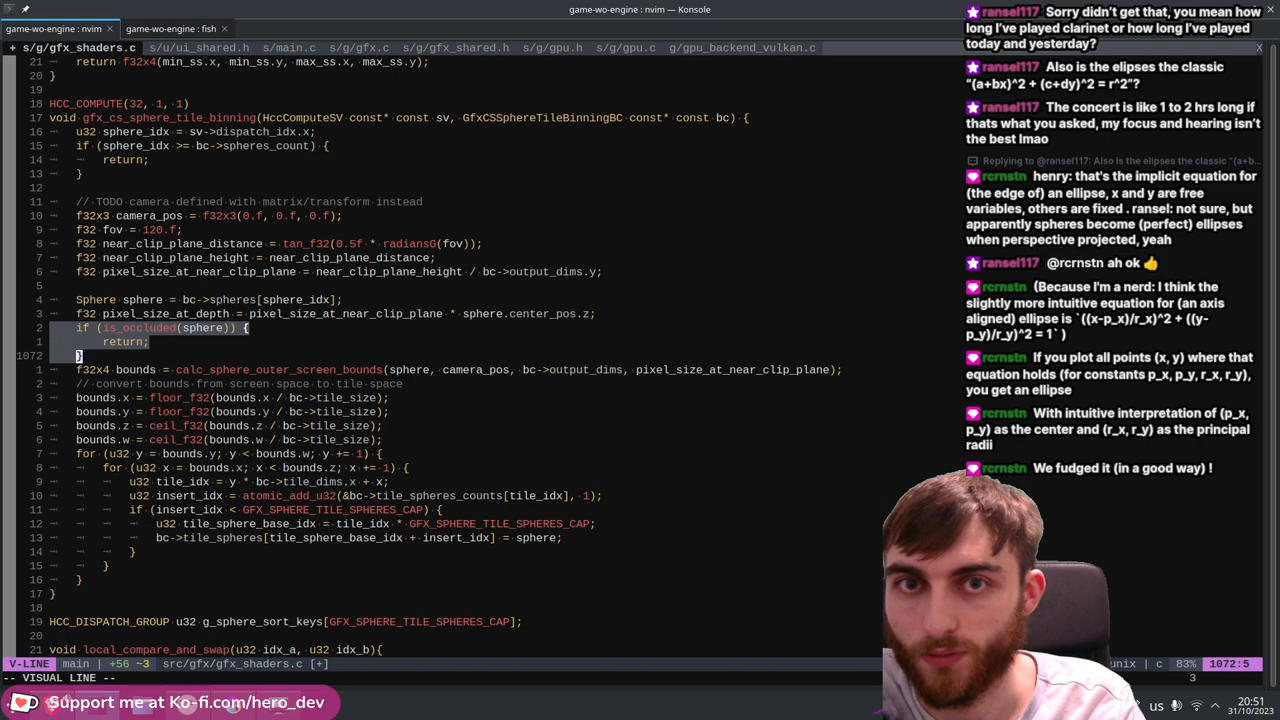 game-wo-engine : nvim — Konsole
game-wo-engine : nvim
game-wo-engine : fish
+ s/g/gfx_shaders.c s/u/ui_shared.h s/main.c s/g/gfx.c s/g/gfx_shared.h s/g/gpu.h s/g/gpu.c g/gpu_backend_vulkan.c X
21 return f32x4(min_ss.x, min_ss.y, max_ss.x, max_ss.y);
20 }
19
18 HCC_COMPUTE(32, 1, 1)
17 void gfx_cs_sphere_tile_binning(HccComputeSV const* const sv, GfxCSSphereTileBinningBC const* const bc) {
16 u32 sphere_idx = sv->dispatch_idx.x;
15 if (sphere_idx >= bc->spheres_count) {
14 return;
13 }
12
11 // TODO camera defined with matrix/transform instead
10 f32x3 camera_pos = f32x3(0.f, 0.f, 0.f);
9 f32 fov = 120.f;
8 f32 near_clip_plane_distance = tan_f32(0.5f * radiansG(fov));
7 f32 near_clip_plane_height = near_clip_plane_distance;
6 f32 pixel_size_at_near_clip_plane = near_clip_plane_height / bc->output_dims.y;
5
4 Sphere sphere = bc->spheres[sphere_idx];
3 f32 pixel_size_at_depth = pixel_size_at_near_clip_plane * sphere.center_pos.z;
2 if (is_occluded(sphere)) {
1 return;
1072 }
1 f32x4 bounds = calc_sphere_outer_screen_bounds(sphere, camera_pos, bc->output_dims, pixel_size_at_near_clip_plane);
2 // convert bounds from screen space to tile space
3 bounds.x = floor_f32(bounds.x / bc->tile_size);
4 bounds.y = floor_f32(bounds.y / bc->tile_size);
5 bounds.z = ceil_f32(bounds.z / bc->tile_size);
6 bounds.w = ceil_f32(bounds.w / bc->tile_size);
7 for (u32 y = bounds.y; y < bounds.w; y += 1) {
8 for (u32 x = bounds.x; x < bounds.z; x += 1) {
9 u32 tile_idx = y * bc->tile_dims.x + x;
10 u32 insert_idx = atomic_add_u32(&bc->tile_spheres_counts[tile_idx], 1);
11 if (insert_idx < GFX_SPHERE_TILE_SPHERES_CAP) {
12 u32 tile_sphere_base_idx = tile_idx * GFX_SPHERE_TILE_SPHERES_CAP;
13 bc->tile_spheres[tile_sphere_base_idx + insert_idx] = sphere;
14 }
15 }
16 }
17 }
18
19 HCC_DISPATCH_GROUP u32 g_sphere_sort_keys[GFX_SPHERE_TILE_SPHERES_CAP];
20
21 void local_compare_and_swap(u32 idx_a, u32 idx_b){
V-LINE main | +56 ~3 src/gfx/gfx_shaders.c [+] unix | c 83% 1072:5
-- VISUAL LINE -- 3
Support me at Ko-fi.com/hero_dev
us
20:51
31/10/2023
ransel117 Sorry didn't get that, you mean how
long I've played clarinet or how long I've played
today and yesterday?
ransel117 Also is the elipses the classic
“(a+bx)^2 + (c+dy)^2 = r^2”?
ransel117 The concert is like 1 to 2 hrs long if
thats what you asked, my focus and hearing isn't
the best lmao
Replying to @ransel117: Also is the elipses the classic “(a+b...
rcrnstn henry: that's the implicit equation for
(the edge of) an ellipse, x and y are free
variables, others are fixed . ransel: not sure, but
apparently spheres become (perfect) ellipses
when perspective projected, yeah
ransel117 @rcrnstn ah ok 👍
rcrnstn (Because I'm a nerd: I think the
slightly more intuitive equation for (an axis
aligned) ellipse is `((x-p_x)/r_x)^2 + ((y-
p_y)/r_y)^2 = 1` )
rcrnstn If you plot all points (x, y) where that
equation holds (for constants p_x, p_y, r_x, r_y),
you get an ellipse
rcrnstn With intuitive interpretation of (p_x,
p_y) as the center and (r_x, r_y) as the principal
radii
rcrnstn We fudged it (in a good way) !